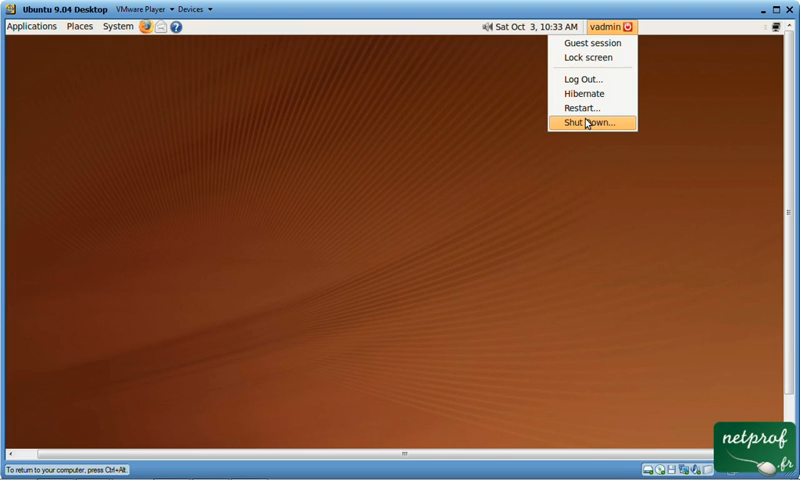 Ubuntu 9.04 Desktop VMware Player Devices
Applications Places System Sat Oct 3, 10:33 AM vadmin
Guest session
Lock screen
Log Out...
Hibernate
Restart...
Shut Down...
netprof
.fr
To return to your computer, press Ctrl+Alt.